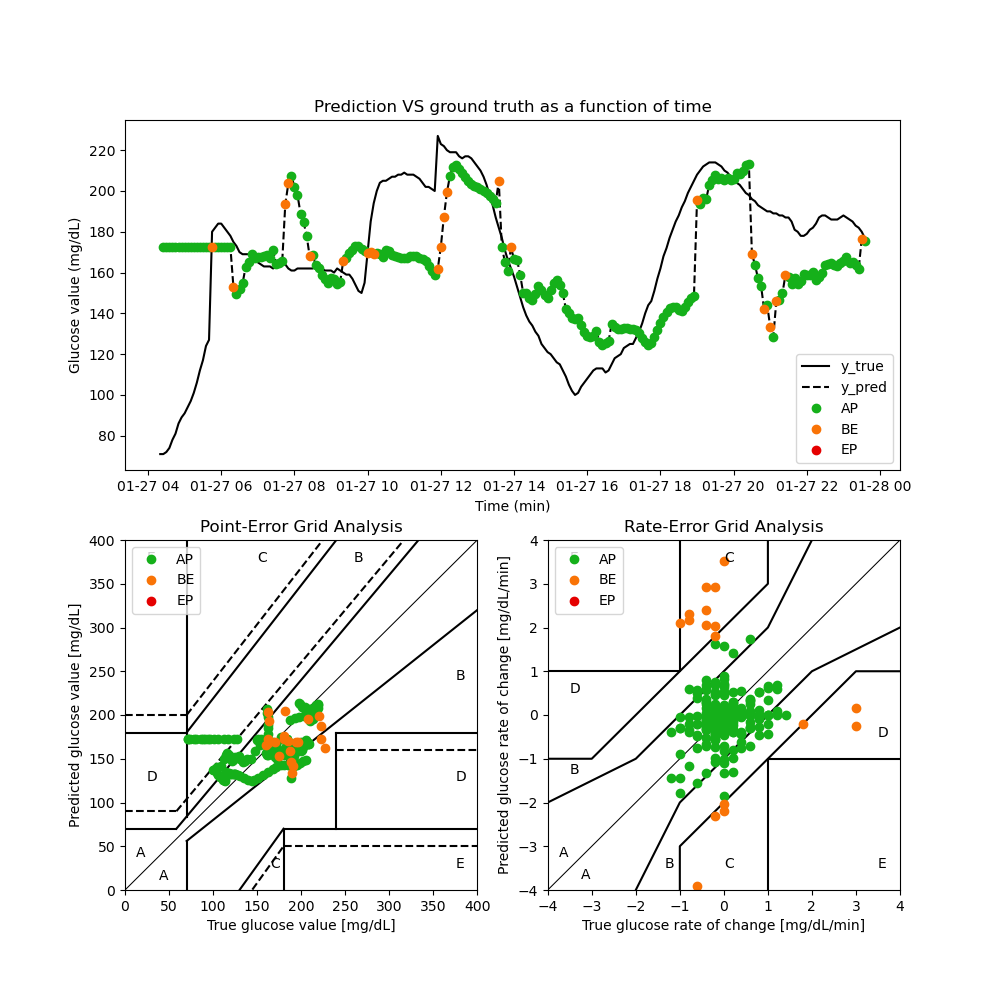 Prediction VS ground truth as a function of time
Glucose value (mg/dL)
220
200
180
160
140
120
100
80
y_true
y_pred
AP
BE
EP
01-27 04 01-27 06 01-27 08 01-27 10 01-27 12 01-27 14 01-27 16 01-27 18 01-27 20 01-27 22 01-28 00
Time (min)
Point-Error Grid Analysis
Predicted glucose value [mg/dL]
400
350
300
250
200
150
100
50
0
AP
BE
EP
C B
B
D D
A
A C E
0 50 100 150 200 250 300 350 400
True glucose value [mg/dL]
Rate-Error Grid Analysis
Predicted glucose rate of change [mg/dL/min]
4
3
2
1
0
−1
−2
−3
−4
AP
BE
EP
C
D
D
B
A
A B C E
−4 −3 −2 −1 0 1 2 3 4
True glucose rate of change [mg/dL/min]